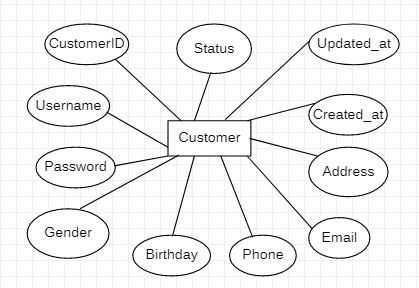 CustomerID
Status
Updated_at
Username
Created_at
Customer
Password
Address
Gender
Email
Birthday
Phone